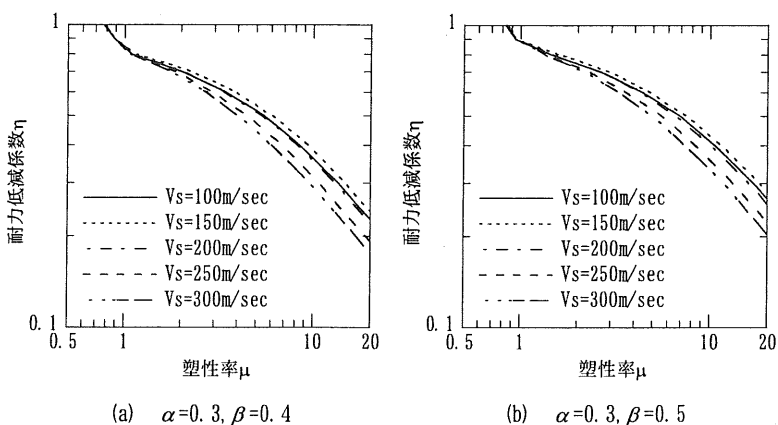 1
耐力低減係数η
Vs=100m/sec
Vs=150m/sec
Vs=200m/sec
Vs=250m/sec
Vs=300m/sec
0.1
0.5
1
10
20
塑性率μ
(a) α=0.3, β=0.4
1
耐力低減係数η
Vs=100m/sec
Vs=150m/sec
Vs=200m/sec
Vs=250m/sec
Vs=300m/sec
0.1
0.5
1
10
20
塑性率μ
(b) α=0.3, β=0.5